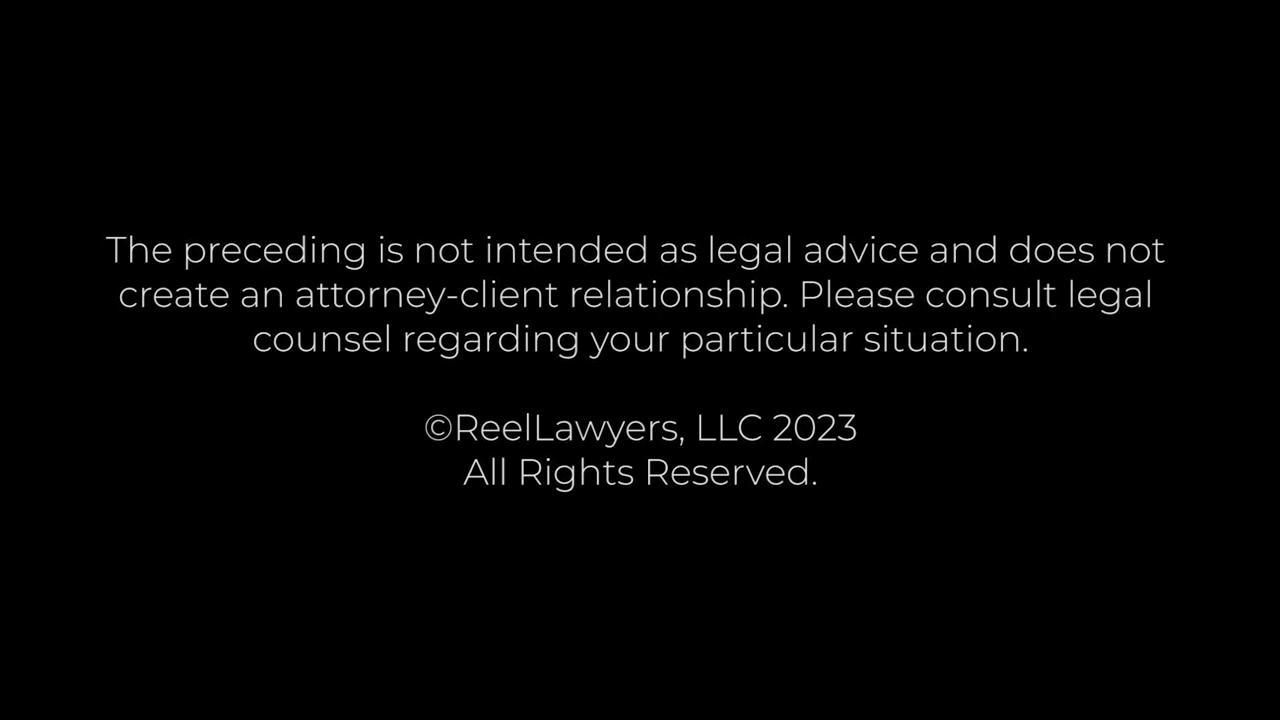 The preceding is not intended as legal advice and does not
create an attorney-client relationship. Please consult legal
counsel regarding your particular situation.
©ReelLawyers, LLC 2023
All Rights Reserved.